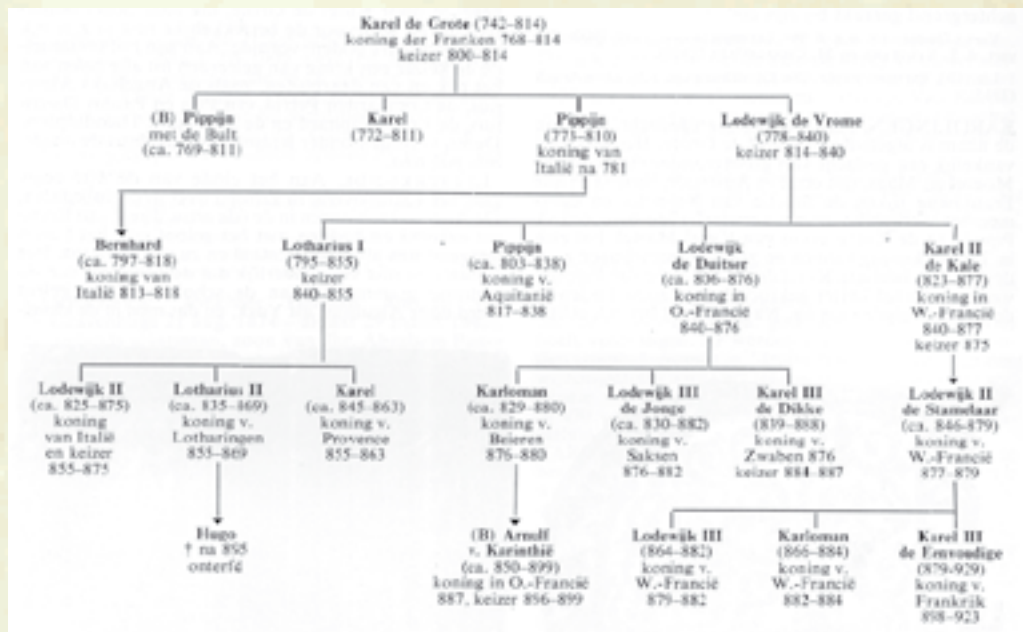 Karel de Grote (742–814)
koning der Franken 768–814
keizer 800–814
(B) Pippijn
met de Bult
(ca. 769–811)
Karel
(772–811)
Pippijn
(773–810)
koning van
Italië na 781
Lodewijk de Vrome
(778–840)
keizer 814–840
Bernhard
(ca. 797–818)
koning van
Italië 813–818
Lotharius I
(795–855)
keizer
840–855
Pippijn
(ca. 803–838)
koning v.
Aquitanië
817–838
Lodewijk
de Duitser
(ca. 806–876)
koning in
O.-Francië
840–876
Karel II
de Kale
(823–877)
koning in
W.-Francië
840–877
keizer 875
Lodewijk II
(ca. 825–875)
koning
van Italië
en keizer
855–875
Lotharius II
(ca. 835–869)
koning v.
Lotharingen
855–869
Karel
(ca. 845–863)
koning v.
Provence
855–863
Karloman
(ca. 829–880)
koning v.
Beieren
876–880
Lodewijk III
de Jonge
(ca. 830–882)
koning v.
Saksen
876–882
Karel III
de Dikke
(839–888)
koning v.
Zwaben 876
keizer 884–887
Lodewijk II
de Stamelaar
(ca. 846–879)
koning v.
W.-Francië
877–879
Hugo
† na 895
onterfd
(B) Arnulf
v. Karinthië
(ca. 850–899)
koning in O.-Francië
887, keizer 896–899
Lodewijk III
(864–882)
koning v.
W.-Francië
879–882
Karloman
(866–884)
koning v.
W.-Francië
882–884
Karel III
de Eenvoudige
(879–929)
koning v.
Frankrijk
898–923